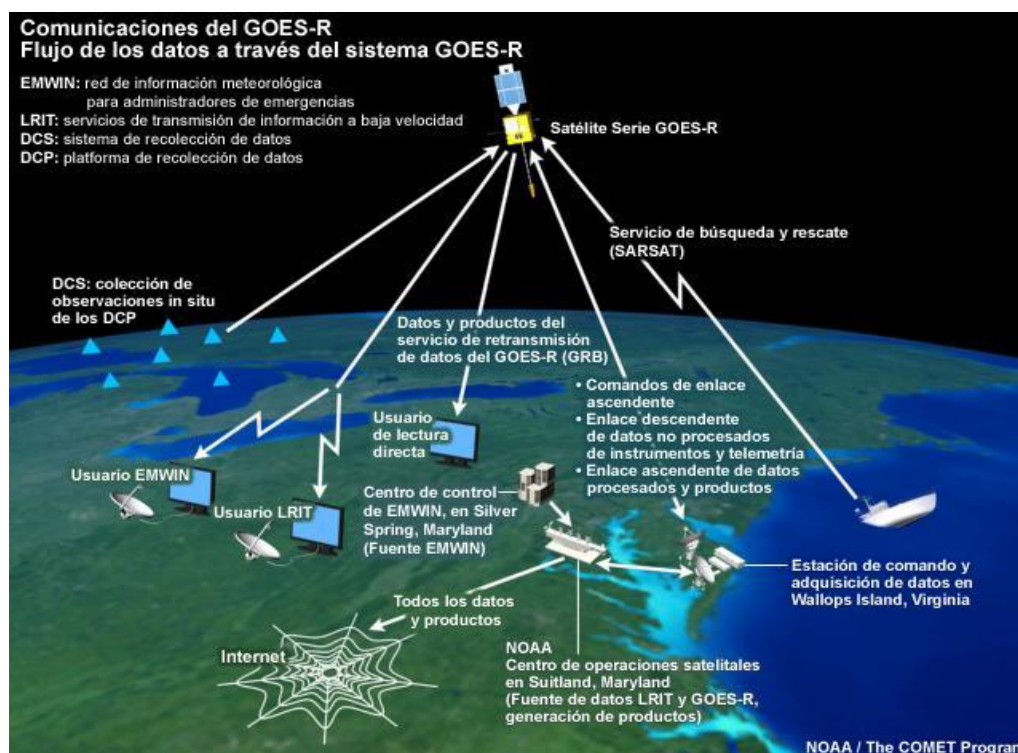 Comunicaciones del GOES-R
Flujo de los datos a través del sistema GOES-R
EMWIN: red de información meteorológica
para administradores de emergencias
LRIT: servicios de transmisión de información a baja velocidad
DCS: sistema de recolección de datos
DCP: platforma de recolección de datos
Satélite Serie GOES-R
Servicio de búsqueda y rescate
(SARSAT)
DCS: colección de
observaciones in situ
de los DCP
Datos y productos del
servicio de retransmisión
de datos del GOES-R (GRB)
• Comandos de enlace
ascendente
• Enlace descendente
de datos no procesados
de instrumentos y telemetría
• Enlace ascendente de datos
procesados y productos
Usuario
de lectura
directa
Usuario EMWIN
Usuario LRIT
Centro de control
de EMWIN, en Silver
Spring, Maryland
(Fuente EMWIN)
Estación de comando y
adquisición de datos en
Wallops Island, Virginia
Todos los datos
y productos
Internet
NOAA
Centro de operaciones satelitales
en Suitland, Maryland
(Fuente de datos LRIT y GOES-R,
generación de productos)
NOAA / The COMET Program